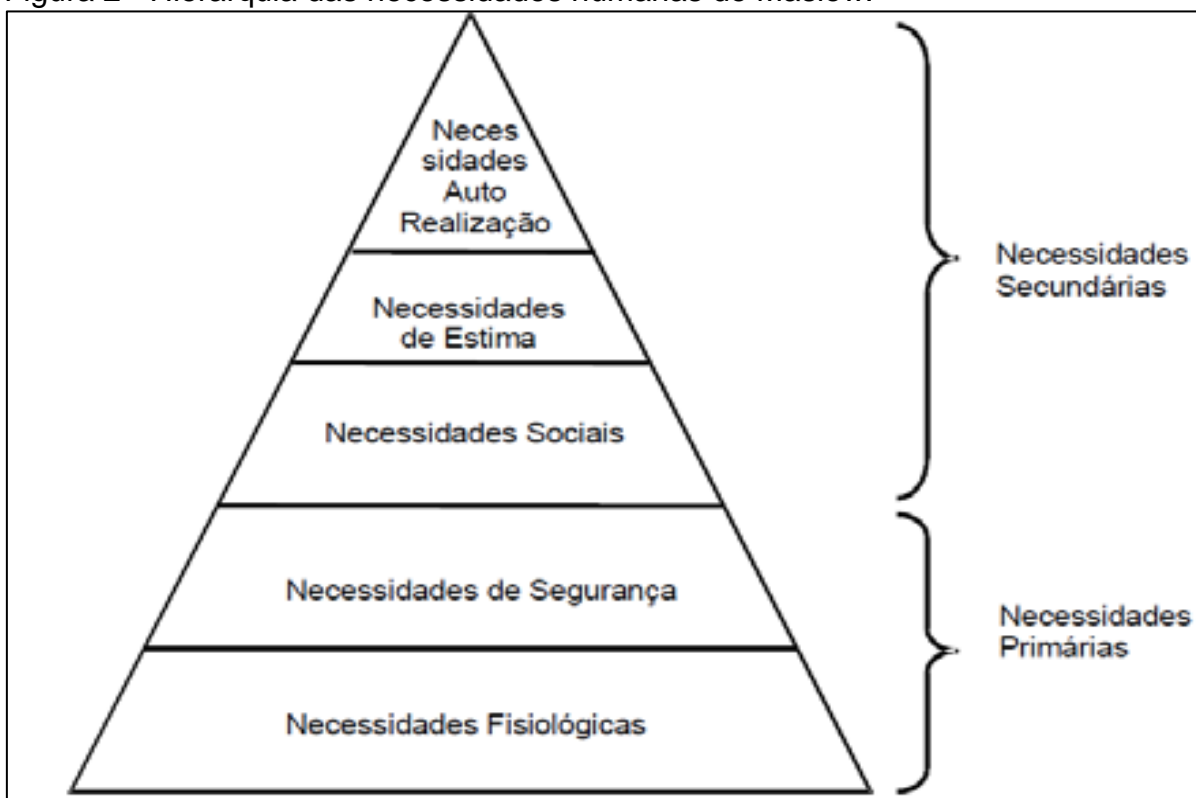 Neces
sidades
Auto
Realização
Necessidades
de Estima
Necessidades Sociais
Necessidades de Segurança
Necessidades Fisiológicas
Necessidades
Secundárias
Necessidades
Primárias